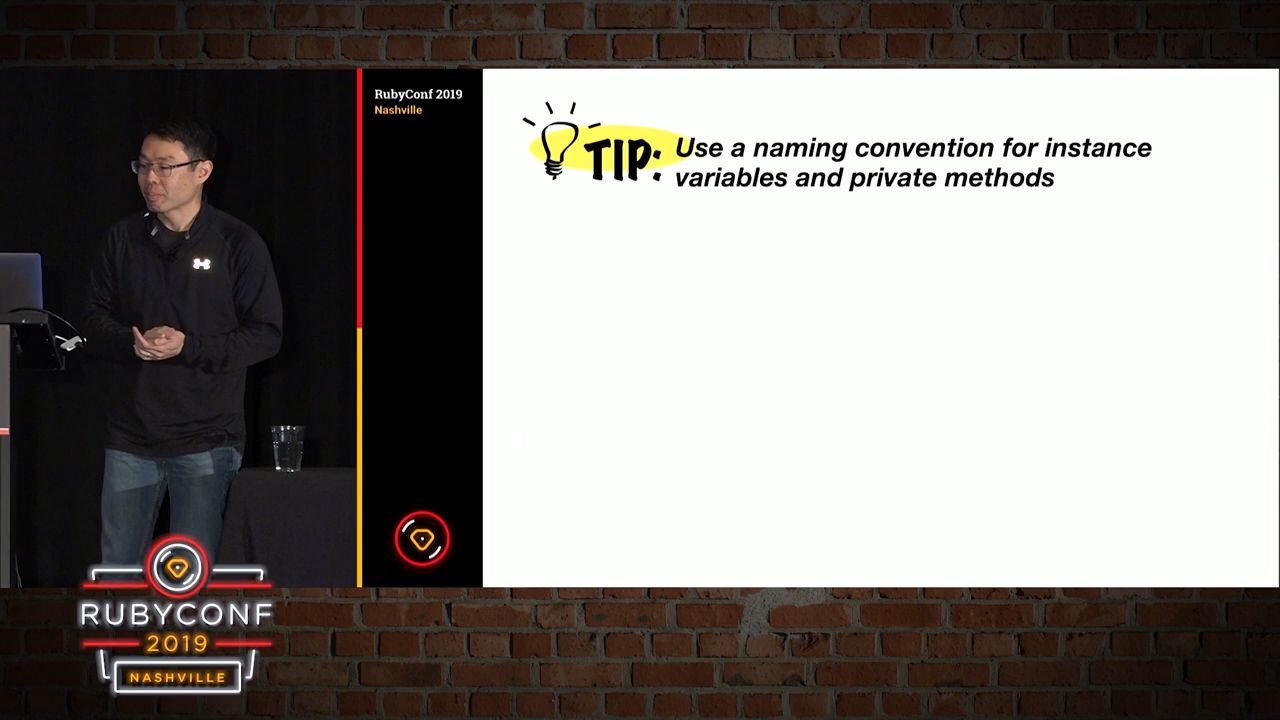 RubyConf 2019
Nashville
TIP: Use a naming convention for instance
variables and private methods
RUBYCONF
2019
NASHVILLE